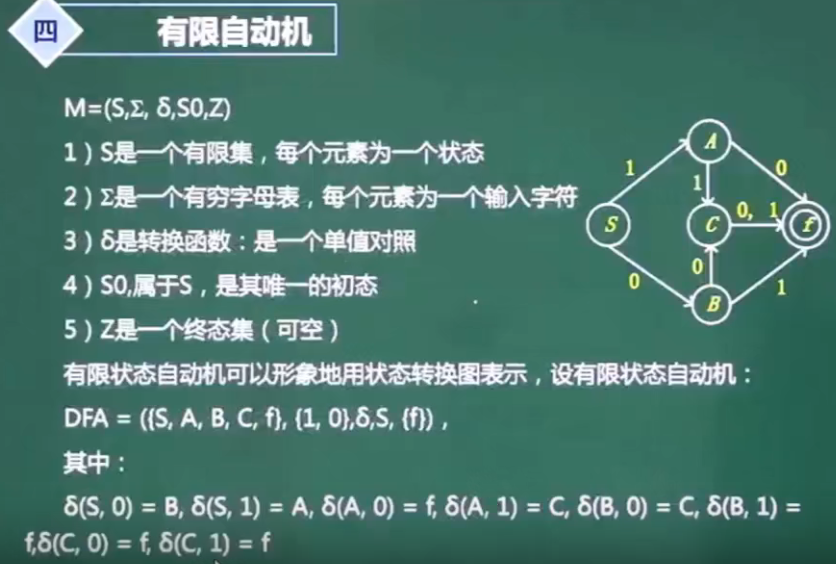 四
有限自动机
M=(S,Σ, δ,S0,Z)
1）S是一个有限集，每个元素为一个状态
2）Σ是一个有穷字母表，每个元素为一个输入字符
3）δ是转换函数：是一个单值对照
4）S0,属于S，是其唯一的初态
5）Z是一个终态集（可空）
有限状态自动机可以形象地用状态转换图表示，设有限状态自动机：
DFA = ({S, A, B, C, f}, {1, 0},δ,S, {f})，
其中：
δ(S, 0) = B, δ(S, 1) = A, δ(A, 0) = f, δ(A, 1) = C, δ(B, 0) = C, δ(B, 1) =
f,δ(C, 0) = f, δ(C, 1) = f
A
1
0
1
S
C
0, 1
f
0
0
B
1